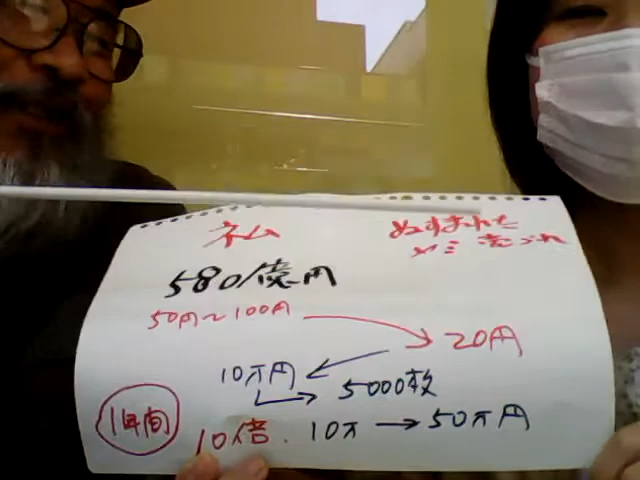 私 ぬすまれた
ヤミ 売られ
580億円
50円~100円 → 20円
10万円
5000枚
1年間
10倍. 10万 → 50万円